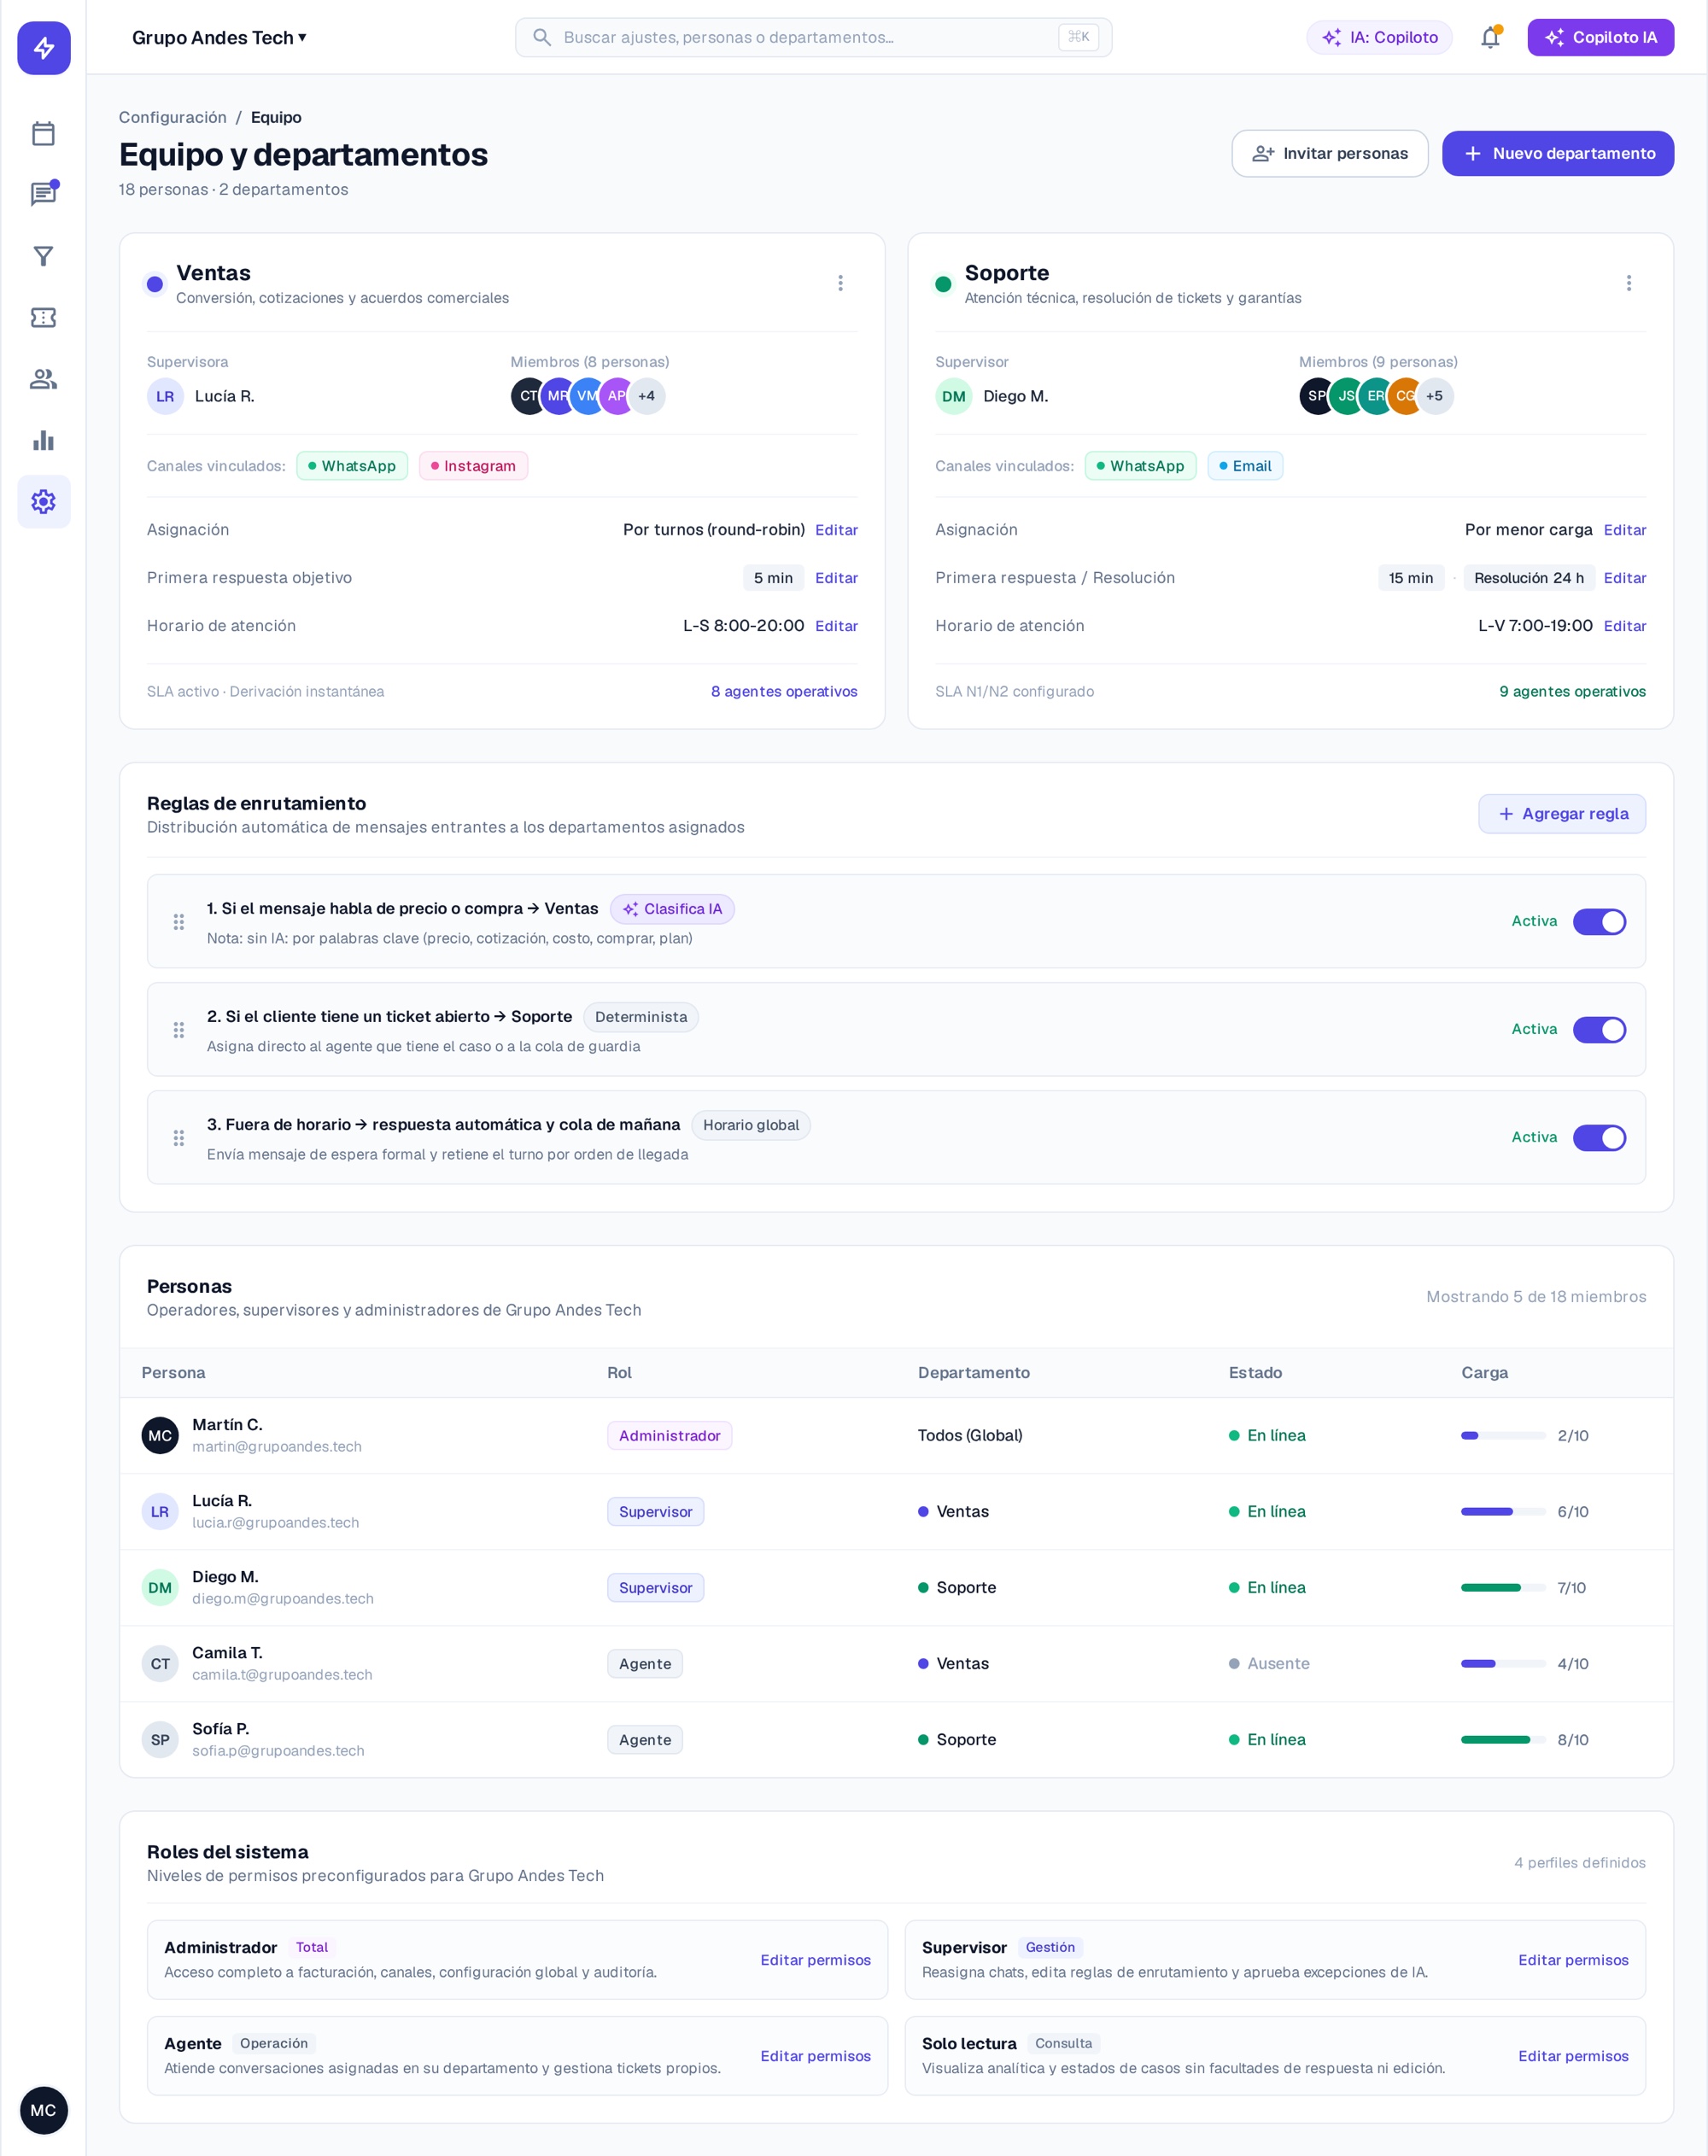 Grupo Andes Tech ▾
Buscar ajustes, personas o departamentos...
⌘K
IA: Copiloto
Copiloto IA
Configuración / Equipo
Equipo y departamentos
18 personas · 2 departamentos
Invitar personas
+ Nuevo departamento
Ventas
Conversión, cotizaciones y acuerdos comerciales
Supervisora
Miembros (8 personas)
LR Lucía R.
CT MR VM AP +4
Canales vinculados: WhatsApp Instagram
Asignación Por turnos (round-robin) Editar
Primera respuesta objetivo 5 min Editar
Horario de atención L-S 8:00-20:00 Editar
SLA activo · Derivación instantánea 8 agentes operativos
Soporte
Atención técnica, resolución de tickets y garantías
Supervisor
Miembros (9 personas)
DM Diego M.
SP JS ER CG +5
Canales vinculados: WhatsApp Email
Asignación Por menor carga Editar
Primera respuesta / Resolución 15 min · Resolución 24 h Editar
Horario de atención L-V 7:00-19:00 Editar
SLA N1/N2 configurado 9 agentes operativos
Reglas de enrutamiento
Distribución automática de mensajes entrantes a los departamentos asignados
+ Agregar regla
1. Si el mensaje habla de precio o compra → Ventas Clasifica IA
Nota: sin IA: por palabras clave (precio, cotización, costo, comprar, plan)
Activa
2. Si el cliente tiene un ticket abierto → Soporte Determinista
Asigna directo al agente que tiene el caso o a la cola de guardia
Activa
3. Fuera de horario → respuesta automática y cola de mañana Horario global
Envía mensaje de espera formal y retiene el turno por orden de llegada
Activa
Personas
Operadores, supervisores y administradores de Grupo Andes Tech
Mostrando 5 de 18 miembros
Persona Rol Departamento Estado Carga
MC Martín C. Administrador Todos (Global) En línea 2/10
martin@grupoandes.tech
LR Lucía R. Supervisor Ventas En línea 6/10
lucia.r@grupoandes.tech
DM Diego M. Supervisor Soporte En línea 7/10
diego.m@grupoandes.tech
CT Camila T. Agente Ventas Ausente 4/10
camila.t@grupoandes.tech
SP Sofía P. Agente Soporte En línea 8/10
sofia.p@grupoandes.tech
Roles del sistema
Niveles de permisos preconfigurados para Grupo Andes Tech
4 perfiles definidos
Administrador Total
Acceso completo a facturación, canales, configuración global y auditoría.
Editar permisos
Supervisor Gestión
Reasigna chats, edita reglas de enrutamiento y aprueba excepciones de IA.
Editar permisos
Agente Operación
Atiende conversaciones asignadas en su departamento y gestiona tickets propios.
Editar permisos
Solo lectura Consulta
Visualiza analítica y estados de casos sin facultades de respuesta ni edición.
Editar permisos
MC